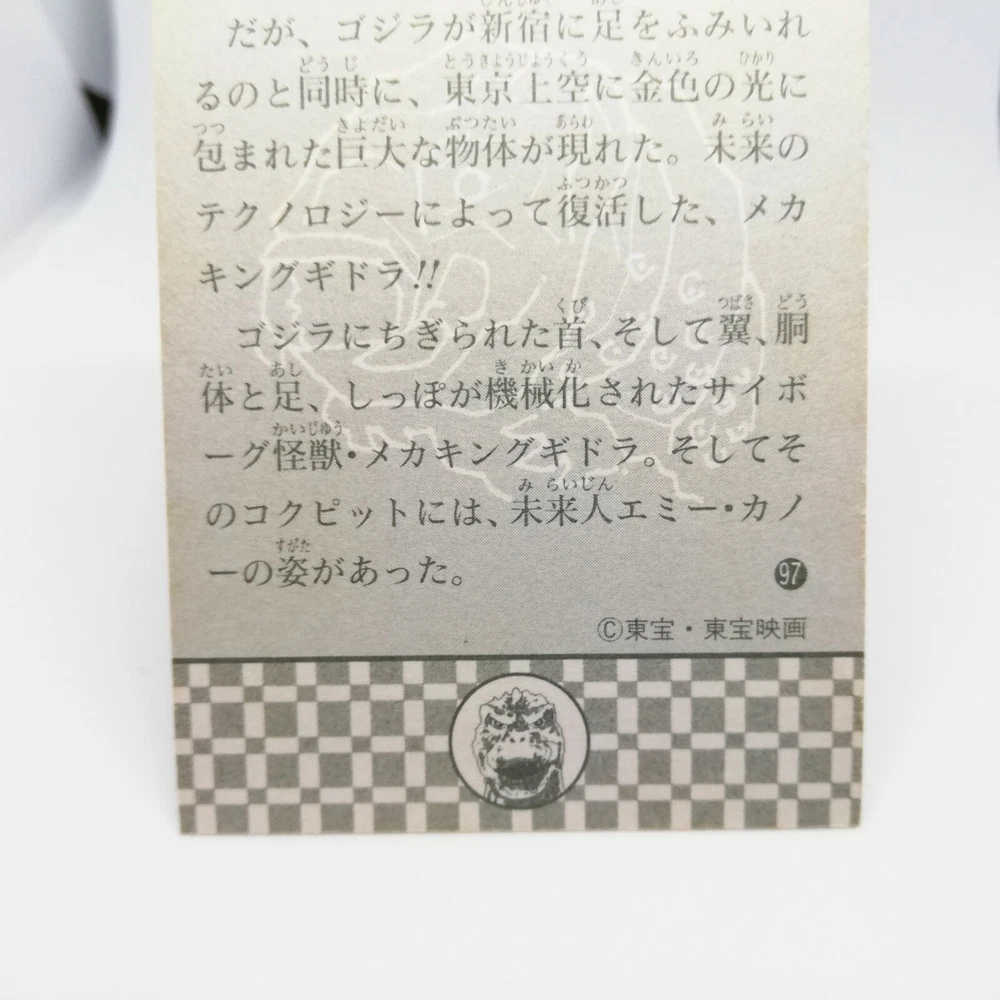 だが、ゴジラが新宿に足をふみいれ
るのと同時に、東京上空に金色の光に
包まれた巨大な物体が現れた。未来の
テクノロジーによって復活した、メカ
キングギドラ!!
ゴジラにちぎられた首、そして翼、胴
体と足、しっぽが機械化されたサイボ
ーグ怪獣・メカキングギドラ。そしてそ
のコクピットには、未来人エミー・カノ
ーの姿があった。
97
©東宝・東宝映画